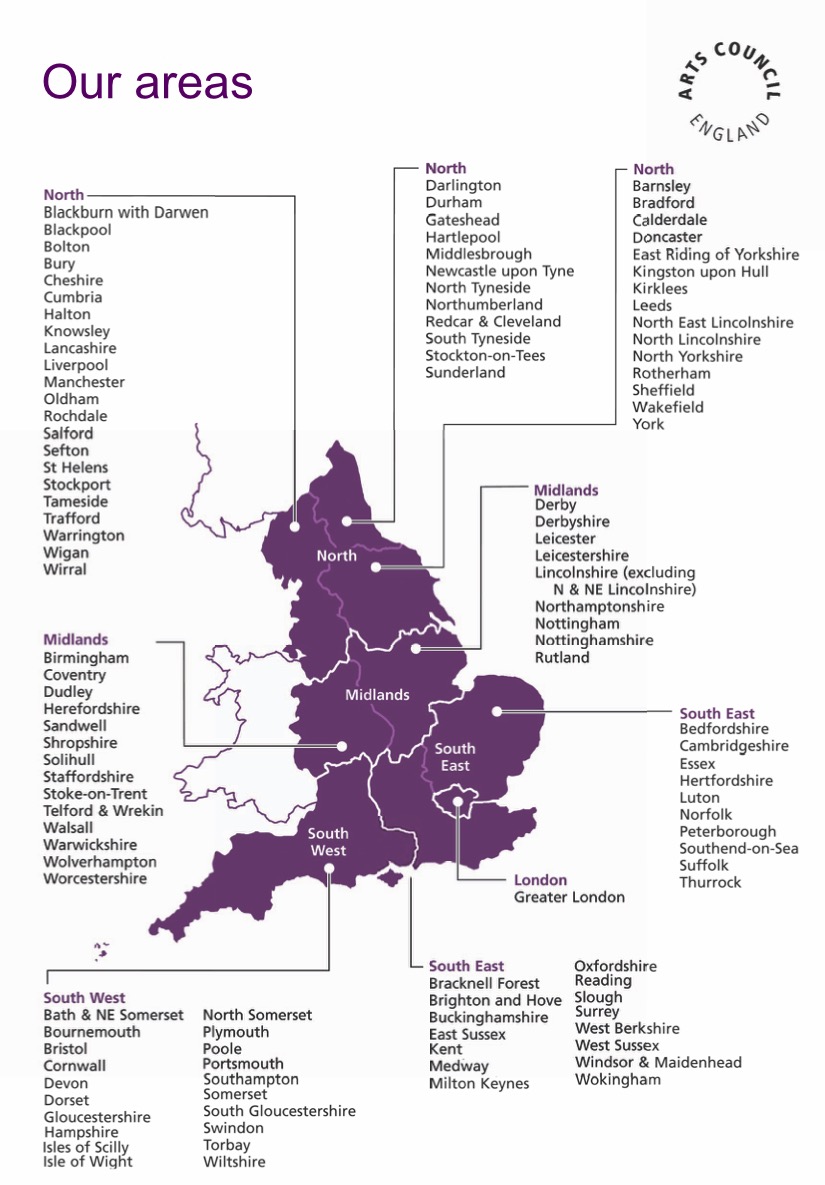 Our areas
ARTS COUNCIL
ENGLAND
North
Blackburn with Darwen
Blackpool
Bolton
Bury
Cheshire
Cumbria
Halton
Knowsley
Lancashire
Liverpool
Manchester
Oldham
Rochdale
Salford
Sefton
St Helens
Stockport
Tameside
Trafford
Warrington
Wigan
Wirral
North
Darlington
Durham
Gateshead
Hartlepool
Middlesbrough
Newcastle upon Tyne
North Tyneside
Northumberland
Redcar & Cleveland
South Tyneside
Stockton-on-Tees
Sunderland
North
Barnsley
Bradford
Calderdale
Doncaster
East Riding of Yorkshire
Kingston upon Hull
Kirklees
Leeds
North East Lincolnshire
North Lincolnshire
North Yorkshire
Rotherham
Sheffield
Wakefield
York
Midlands
Derby
Derbyshire
Leicester
Leicestershire
Lincolnshire (excluding
N & NE Lincolnshire)
Northamptonshire
Nottingham
Nottinghamshire
Rutland
North
Midlands
South
East
South
West
Midlands
Birmingham
Coventry
Dudley
Herefordshire
Sandwell
Shropshire
Solihull
Staffordshire
Stoke-on-Trent
Telford & Wrekin
Walsall
Warwickshire
Wolverhampton
Worcestershire
South East
Bedfordshire
Cambridgeshire
Essex
Hertfordshire
Luton
Norfolk
Peterborough
Southend-on-Sea
Suffolk
Thurrock
London
Greater London
South West
Bath & NE Somerset
Bournemouth
Bristol
Cornwall
Devon
Dorset
Gloucestershire
Hampshire
Isles of Scilly
Isle of Wight
North Somerset
Plymouth
Poole
Portsmouth
Southampton
Somerset
South Gloucestershire
Swindon
Torbay
Wiltshire
South East
Bracknell Forest
Brighton and Hove
Buckinghamshire
East Sussex
Kent
Medway
Milton Keynes
Oxfordshire
Reading
Slough
Surrey
West Berkshire
West Sussex
Windsor & Maidenhead
Wokingham